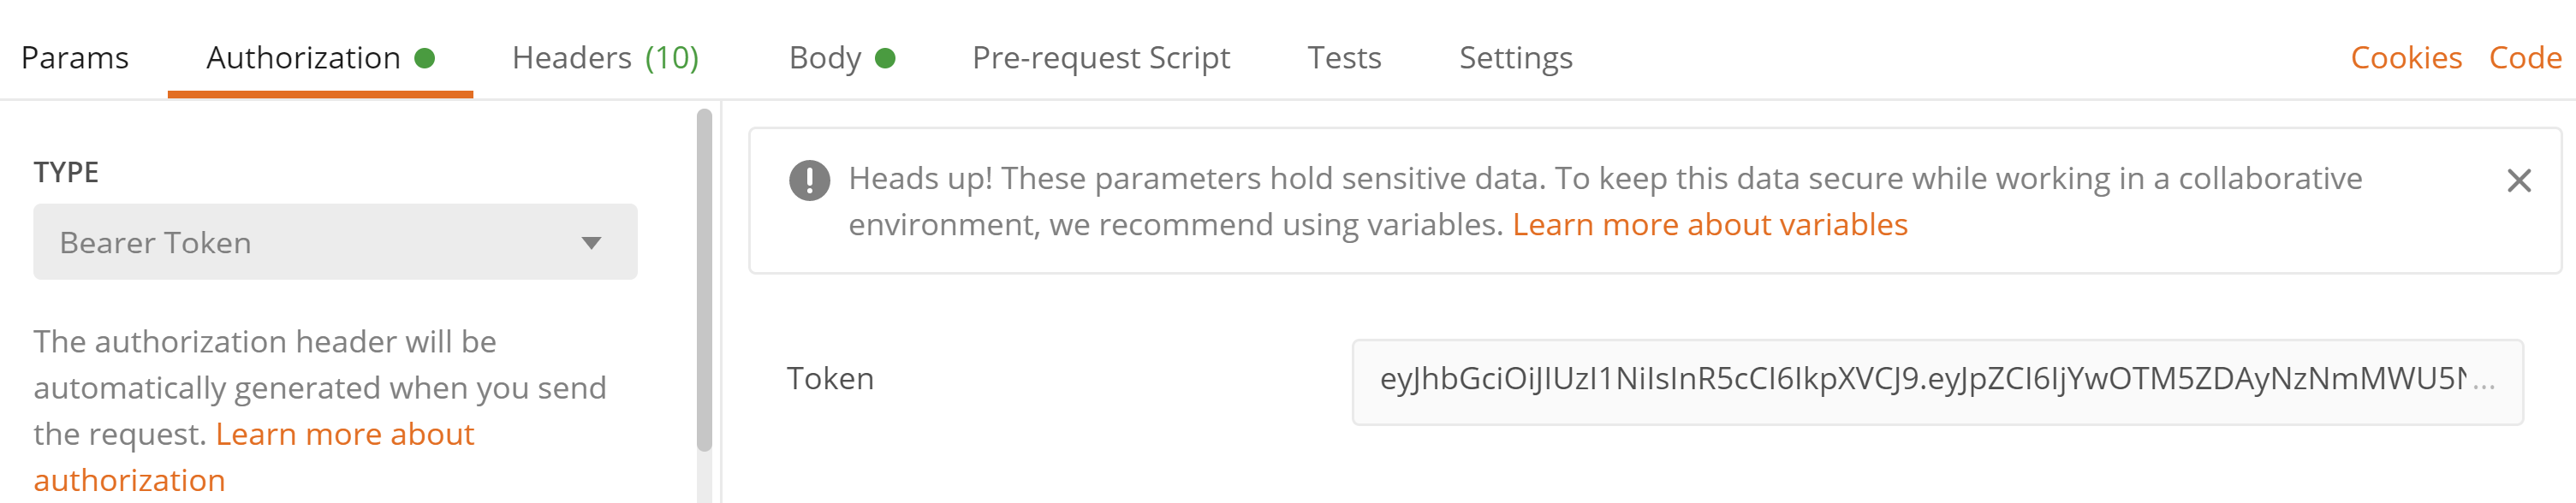 Params Authorization Headers (10) Body Pre-request Script Tests Settings Cookies Code
TYPE
Bearer Token
The authorization header will be
automatically generated when you send
the request. Learn more about
authorization
Heads up! These parameters hold sensitive data. To keep this data secure while working in a collaborative
environment, we recommend using variables. Learn more about variables
Token
eyJhbGciOiJIUzI1NiIsInR5cCI6IkpXVCJ9.eyJpZCI6IjYwOTM5ZDAyNzNmMWU5N...